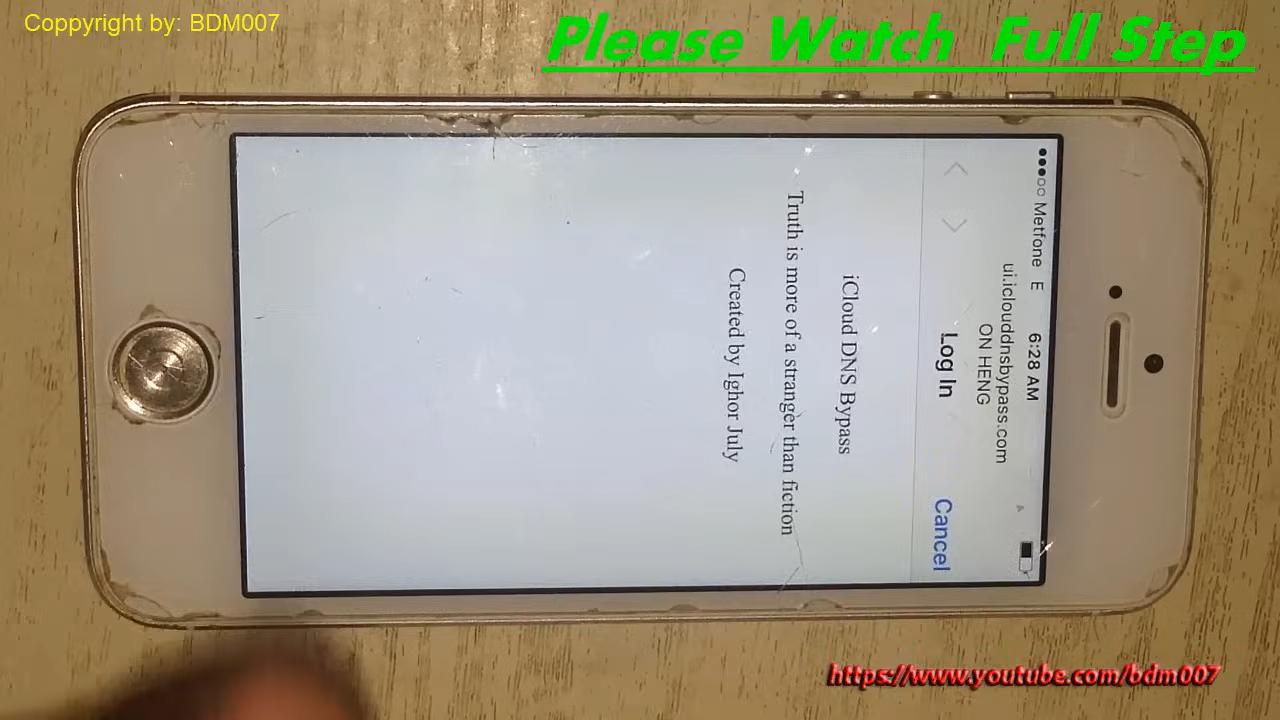 Coppyright by: BDM007
Please Watch Full Step
Metfone E 6:28 AM
ui.iclouddnsbypass.com
ON HENG
Log In Cancel
iCloud DNS Bypass
Truth is more of a stranger than fiction
Created by Ighor July
https://www.youtube.com/bdm007